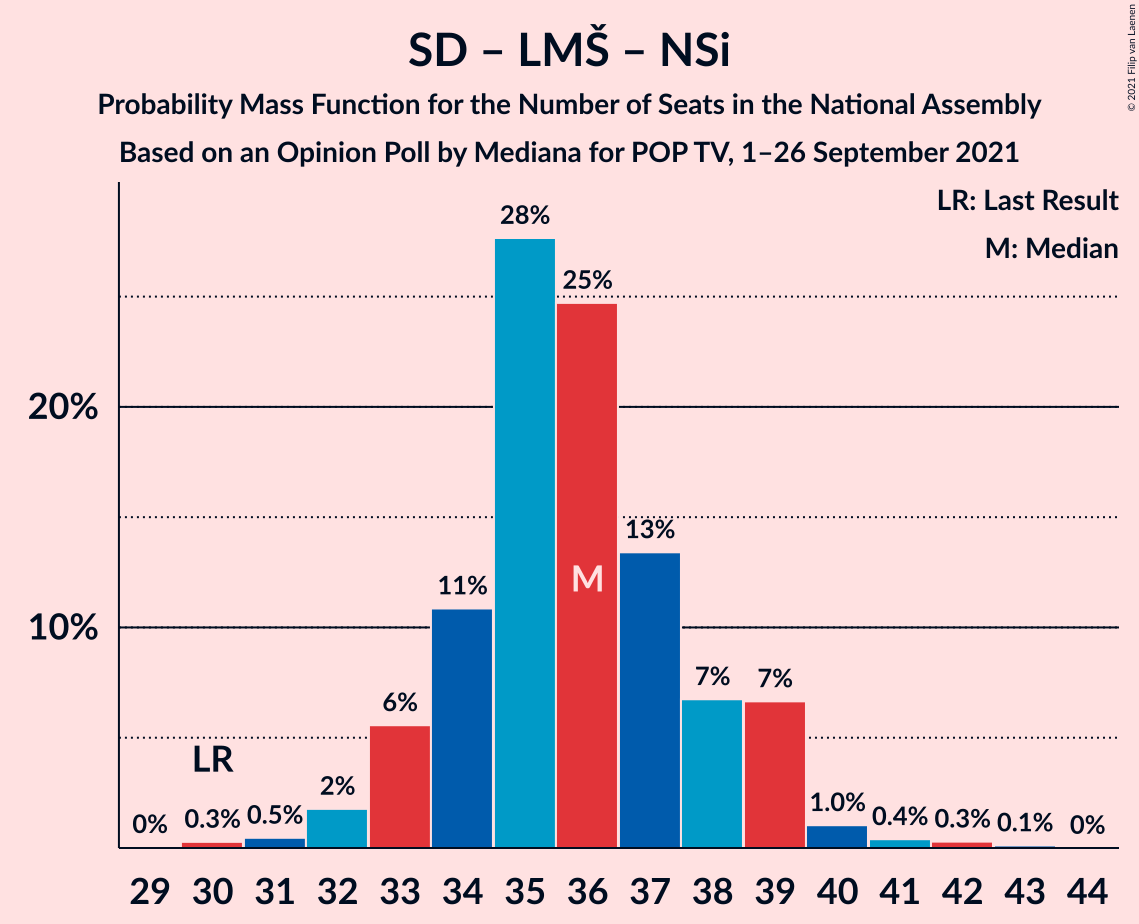 SD – LMŠ – NSi
Probability Mass Function for the Number of Seats in the National Assembly
Based on an Opinion Poll by Mediana for POP TV, 1–26 September 2021
© 2021 Filip van Laenen
LR: Last Result
M: Median
28%
25%
20%
13%
M
11%
10%
7%
7%
6%
LR
2%
0%
0.3%
0.5%
1.0%
0.4%
0.3%
0.1%
0%
29 30 31 32 33 34 35 36 37 38 39 40 41 42 43 44